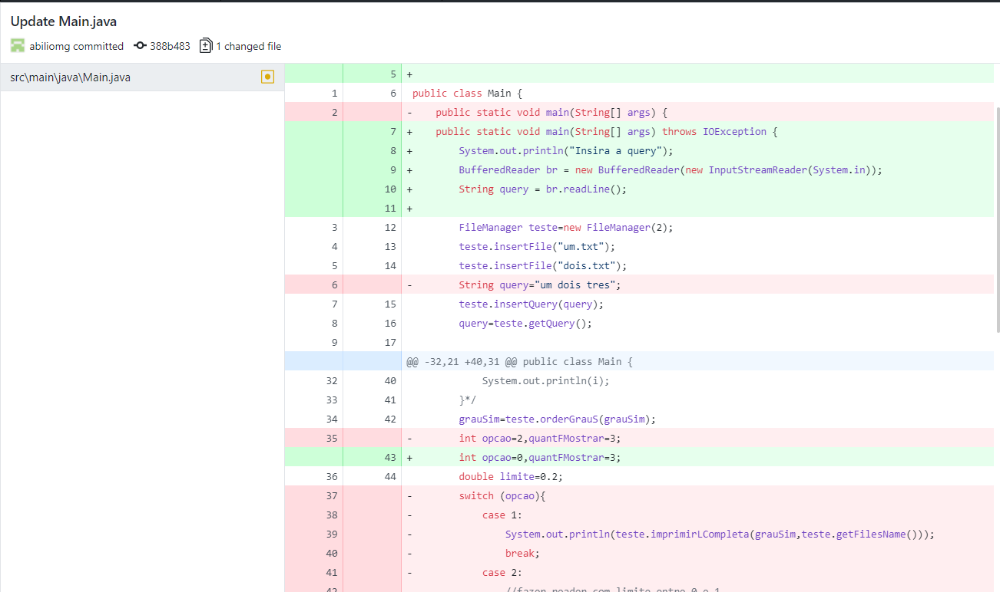 Update Main.java
abiliomg committed 388b483 1 changed file
src\main\java\Main.java
5 +
1 6 public class Main {
2 - public static void main(String[] args) {
7 + public static void main(String[] args) throws IOException {
8 + System.out.println("Insira a query");
9 + BufferedReader br = new BufferedReader(new InputStreamReader(System.in));
10 + String query = br.readLine();
11 +
3 12 FileManager teste=new FileManager(2);
4 13 teste.insertFile("um.txt");
5 14 teste.insertFile("dois.txt");
6 - String query="um dois tres";
7 15 teste.insertQuery(query);
8 16 query=teste.getQuery();
9 17
@@ -32,21 +40,31 @@ public class Main {
32 40 System.out.println(i);
33 41 }*/
34 42 grauSim=teste.orderGrauS(grauSim);
35 - int opcao=2,quantFMostrar=3;
43 + int opcao=0,quantFMostrar=3;
36 44 double limite=0.2;
37 - switch (opcao){
38 - case 1:
39 - System.out.println(teste.imprimirLCompleta(grauSim,teste.getFilesName()));
40 - break;
41 - case 2:
42 //fazer reader com limite entre 0 e 1